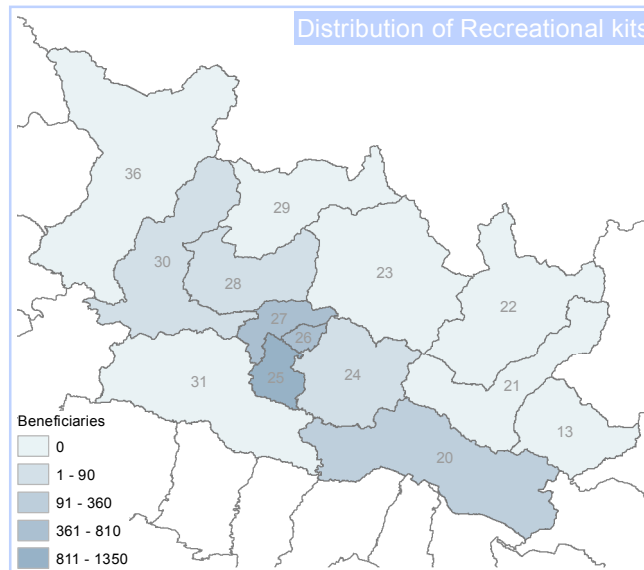 Distribution of Recreational kits
36
29
23
30
28
22
27
26
25
24
31
21
13
20
Beneficiaries
0
1 - 90
91 - 360
361 - 810
811 - 1350